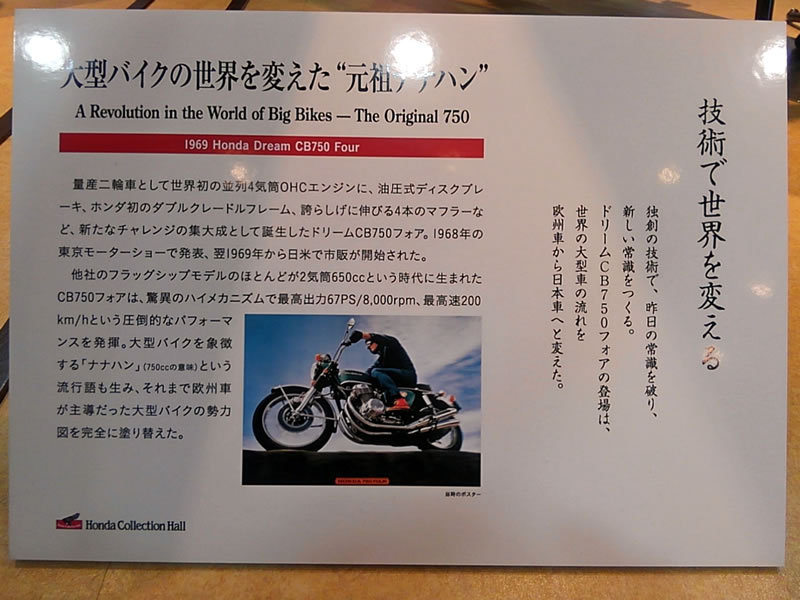 大型バイクの世界を変えた“元祖ナナハン”
A Revolution in the World of Big Bikes — The Original 750
1969 Honda Dream CB750 Four
量産二輪車として世界初の並列4気筒OHCエンジンに、油圧式ディスクブレ
ーキ、ホンダ初のダブルクレードルフレーム、誇らしげに伸びる4本のマフラーな
ど、新たなチャレンジの集大成として誕生したドリームCB750フォア。1968年の
東京モーターショーで発表、翌1969年から日米で市販が開始された。
他社のフラッグシップモデルのほとんどが2気筒650ccという時代に生まれた
CB750フォアは、驚異のハイメカニズムで最高出力67PS/8,000rpm、最高速200
km/hという圧倒的なパフォーマ
ンスを発揮。大型バイクを象徴
する「ナナハン」(750ccの意味)という
流行語も生み、それまで欧州車
が主導だった大型バイクの勢力
図を完全に塗り替えた。
HONDA 750 FOUR
当時のポスター
Honda Collection Hall
技術で世界を変える
独創の技術で、昨日の常識を破り、
新しい常識をつくる。
ドリームCB750フォアの登場は、
世界の大型車の流れを
欧州車から日本車へと変えた。